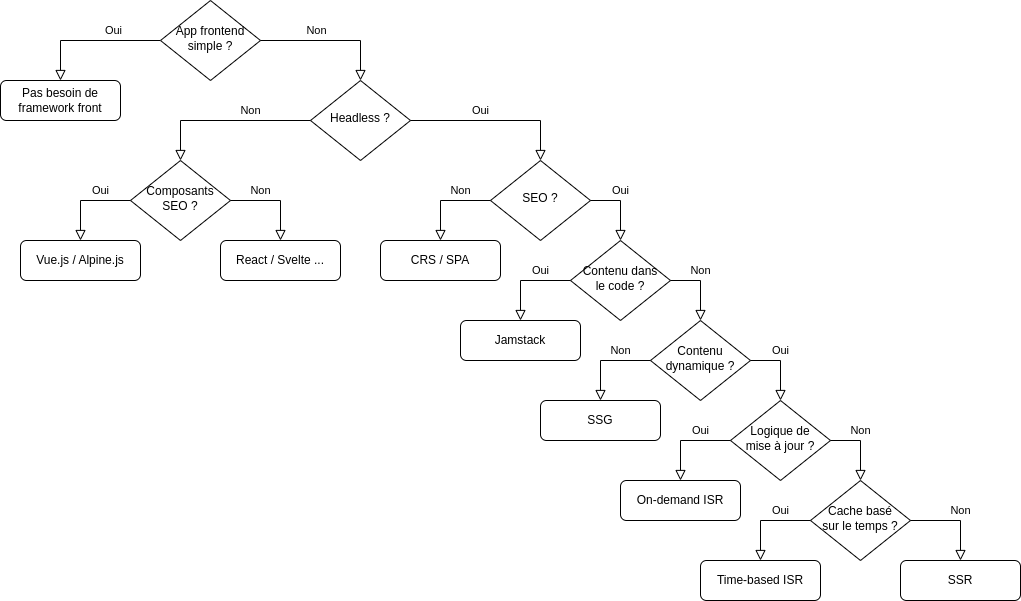 Oui
App frontend
simple ?
Non
Pas besoin de
framework front
Non
Headless ?
Oui
Oui
Composants
SEO ?
Non
Non
SEO ?
Oui
Vue.js / Alpine.js
React / Svelte ...
CRS / SPA
Oui
Contenu dans
le code ?
Non
Jamstack
Non
Contenu
dynamique ?
Oui
SSG
Oui
Logique de
mise à jour ?
Non
On-demand ISR
Oui
Cache basé
sur le temps ?
Non
Time-based ISR
SSR